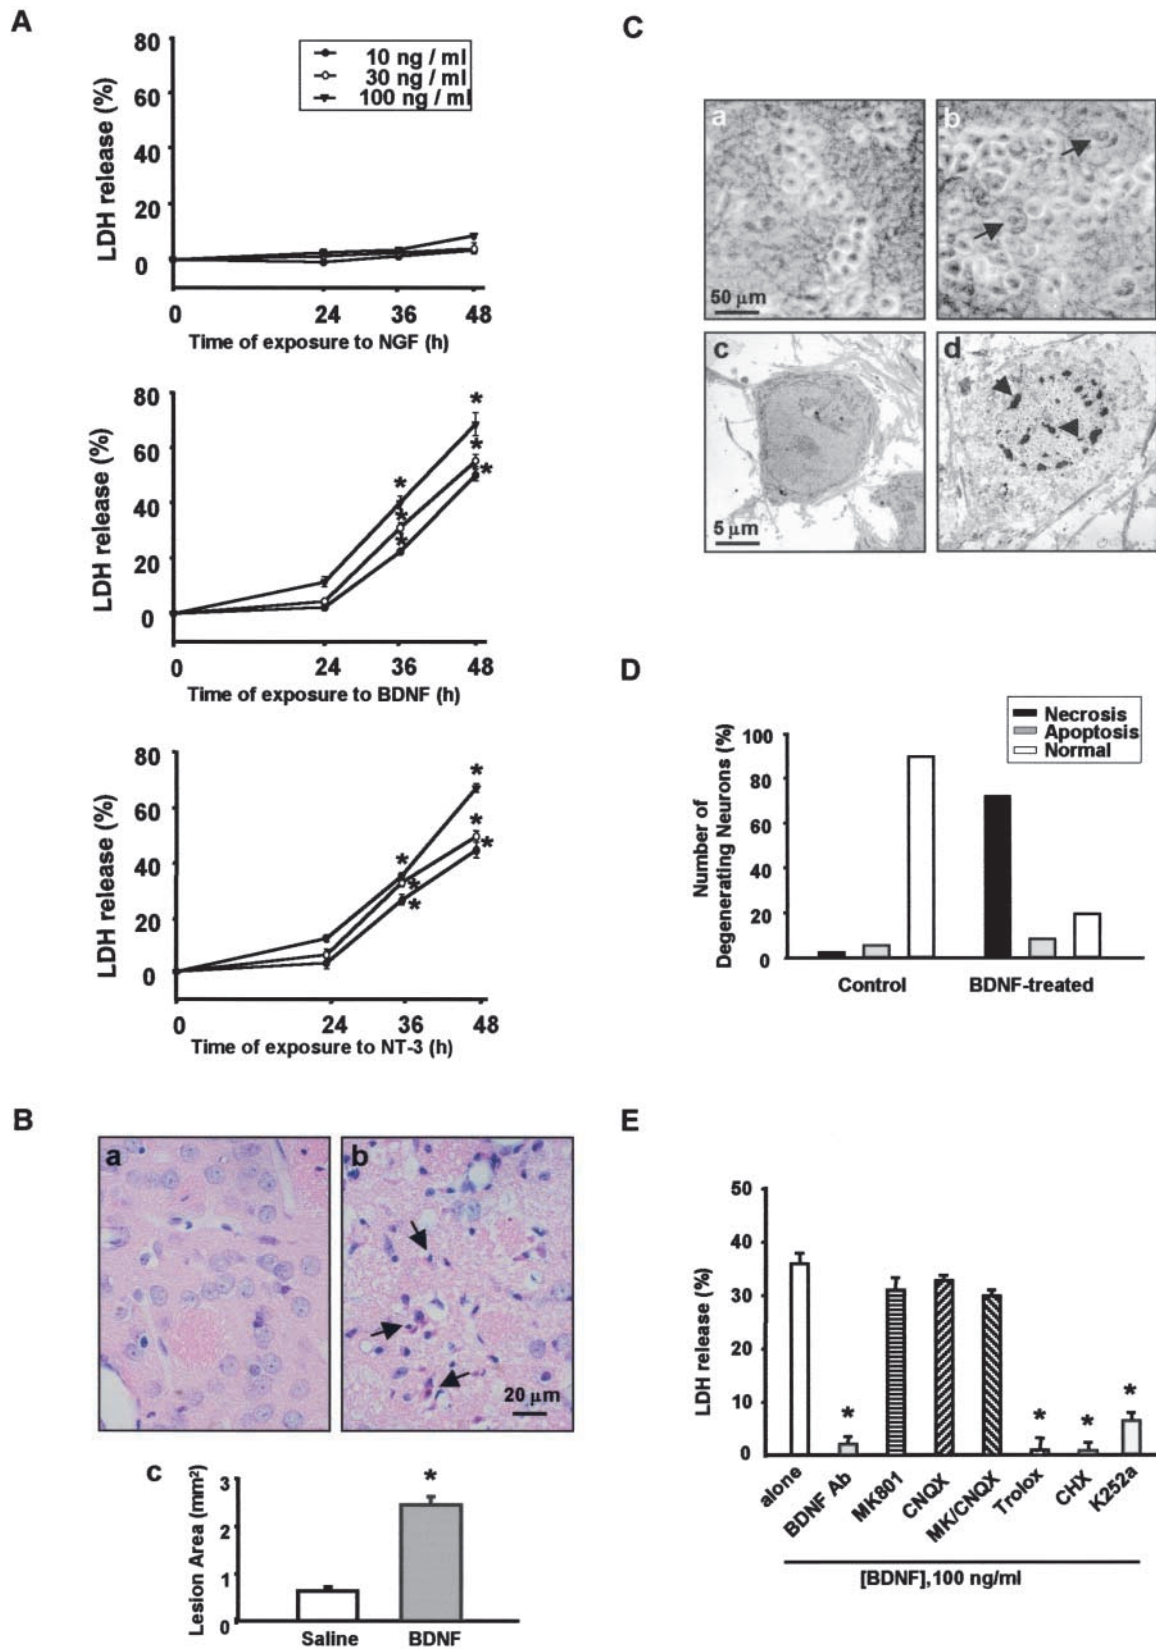 A
80
60
40
20
0
LDH release (%)
10 ng / ml
30 ng / ml
100 ng / ml
0 24 36 48
Time of exposure to NGF (h)
80
60
40
20
0
LDH release (%)
* * *
* * *
0 24 36 48
Time of exposure to BDNF (h)
80
60
40
20
0
LDH release (%)
* * *
* * *
0 24 36 48
Time of exposure to NT-3 (h)
B
a
b
20 μm
c
3
2
1
0
Lesion Area (mm²)
*
Saline BDNF
C
a
50 μm
b
c
5 μm
d
D
Necrosis
Apoptosis
Normal
100
80
60
40
20
0
Number of
Degenerating Neurons (%)
Control BDNF-treated
E
50
40
30
20
10
0
LDH release (%)
* * * *
alone
BDNF Ab
MK801
CNQX
MK/CNQX
Trolox
CHX
K252a
[BDNF],100 ng/ml